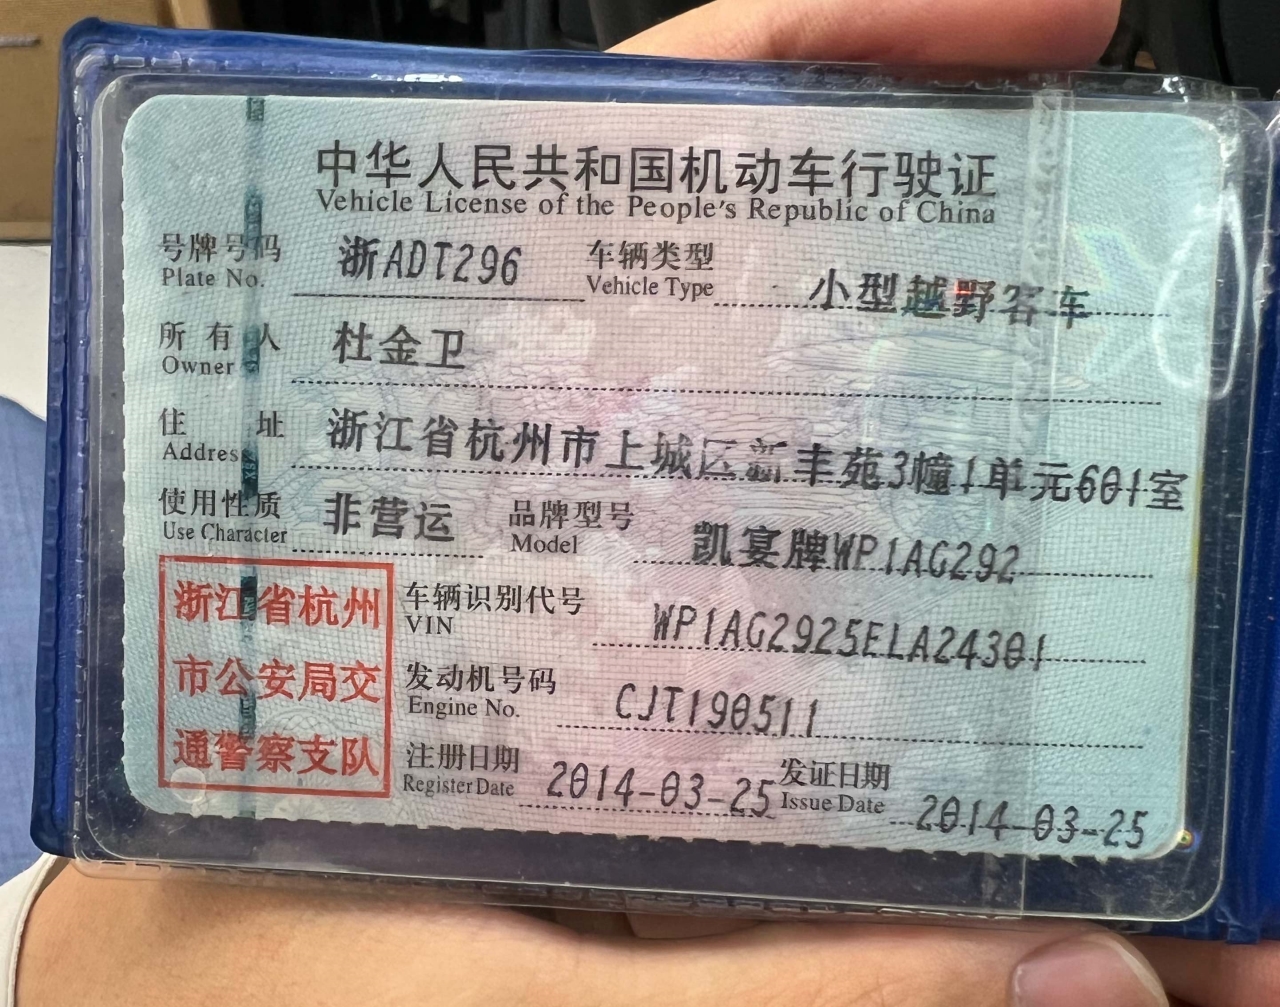 中华人民共和国机动车行驶证
Vehicle License of the People's Republic of China
号牌号码 浙ADT296 车辆类型 小型越野客车
Plate No. Vehicle Type
所有人 杜金卫
Owner
住址 浙江省杭州市上城区新丰苑3幢1单元601室
Address
使用性质 非营运 品牌型号 凯宴牌WP1AG292
Use Character Model
浙江省杭州
市公安局交
通警察支队
车辆识别代号 WP1AG2925ELA24301
VIN
发动机号码 CJT190511
Engine No.
注册日期 2014-03-25 发证日期 2014-03-25
Register Date Issue Date